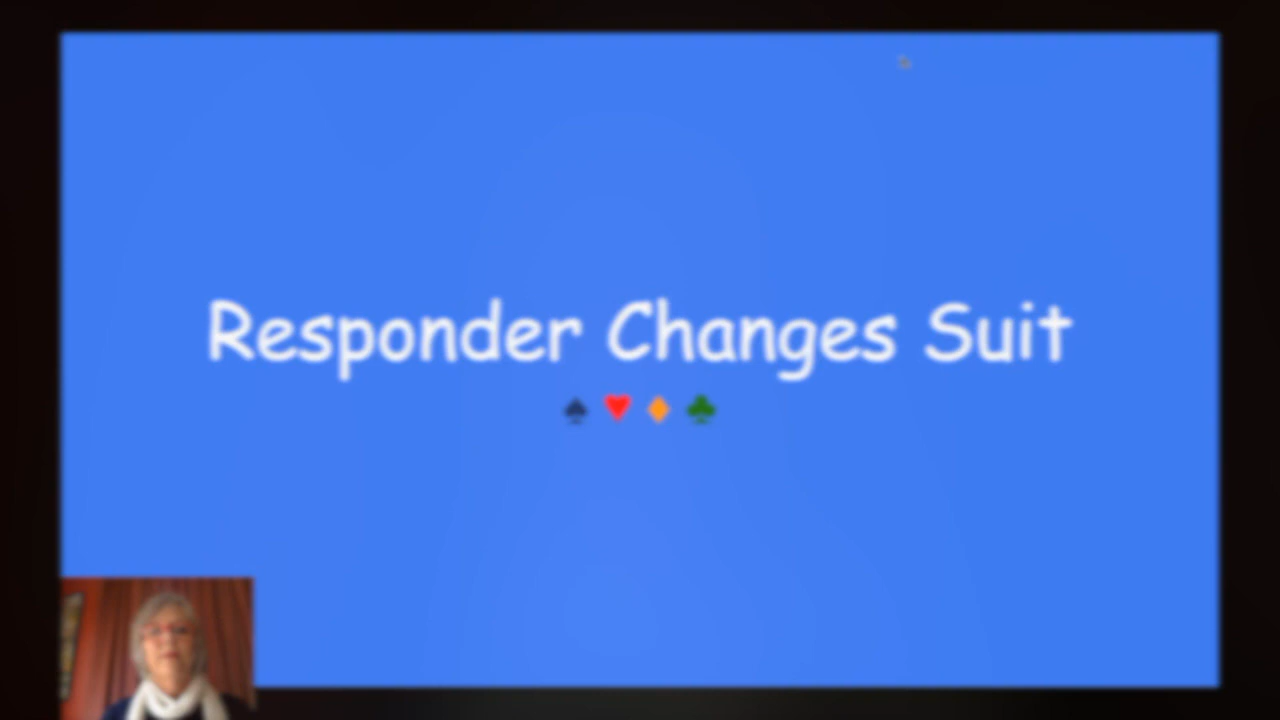 Responder Changes Suit
♠ ♥ ♦ ♣